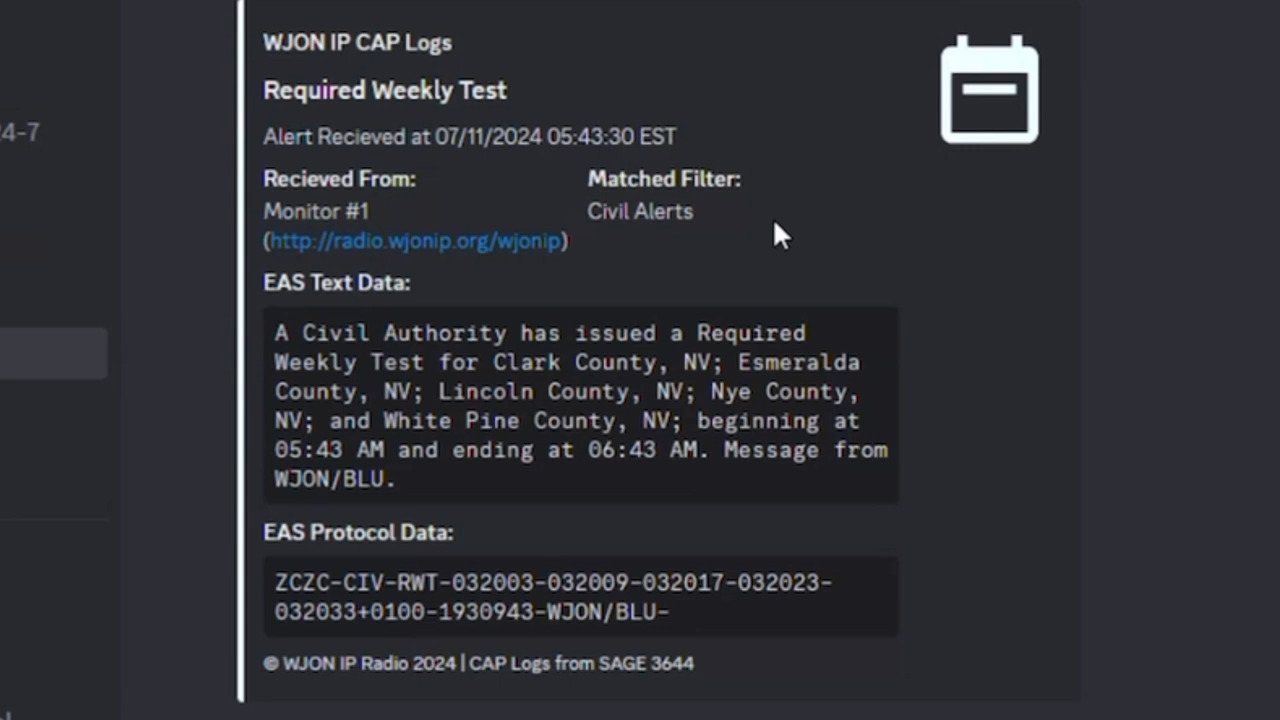 WJON IP CAP Logs
Required Weekly Test
4-7
Alert Recieved at 07/11/2024 05:43:30 EST
Recieved From:
Matched Filter:
Monitor #1
Civil Alerts
(http://radio.wjonip.org/wjonip)
EAS Text Data:
A Civil Authority has issued a Required
Weekly Test for Clark County, NV; Esmeralda
County, NV; Lincoln County, NV; Nye County,
NV; and White Pine County, NV; beginning at
05:43 AM and ending at 06:43 AM. Message from
WJON/BLU.
EAS Protocol Data:
ZCZC-CIV-RWT-032003-032009-032017-032023-
032033+0100-1930943-WJON/BLU-
© WJON IP Radio 2024 | CAP Logs from SAGE 3644